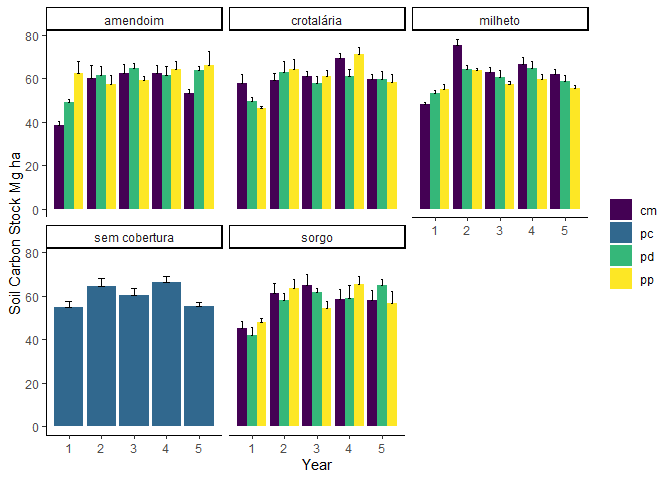 amendoim
crotalária
milheto
80
60
40
20
0
1 2 3 4 5
sem cobertura
sorgo
80
60
40
20
0
1 2 3 4 5
1 2 3 4 5
Year
Soil Carbon Stock Mg ha
cm
pc
pd
pp